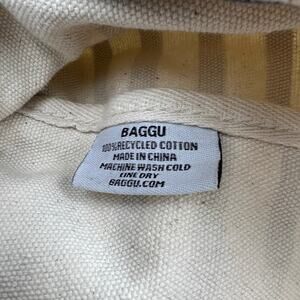 BAGGU
100% RECYCLED COTTON
MADE IN CHINA
MACHINE WASH COLD
LINE DRY
BAGGU.COM